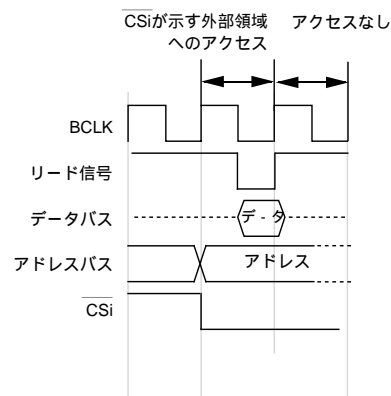 CSiが示す外部領域
へのアクセス
アクセスなし
BCLK
リード信号
データバス
デ - タ
アドレスバス
アドレス
CSi